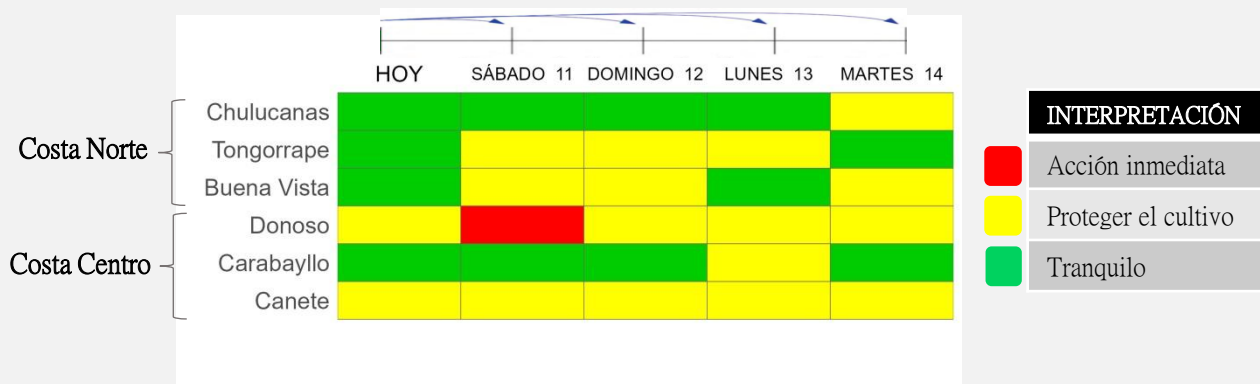 HOY SÁBADO 11 DOMINGO 12 LUNES 13 MARTES 14
Costa Norte
Chulucanas
Tongorrape
Buena Vista
Costa Centro
Donoso
Carabayllo
Canete
INTERPRETACIÓN
Acción inmediata
Proteger el cultivo
Tranquilo